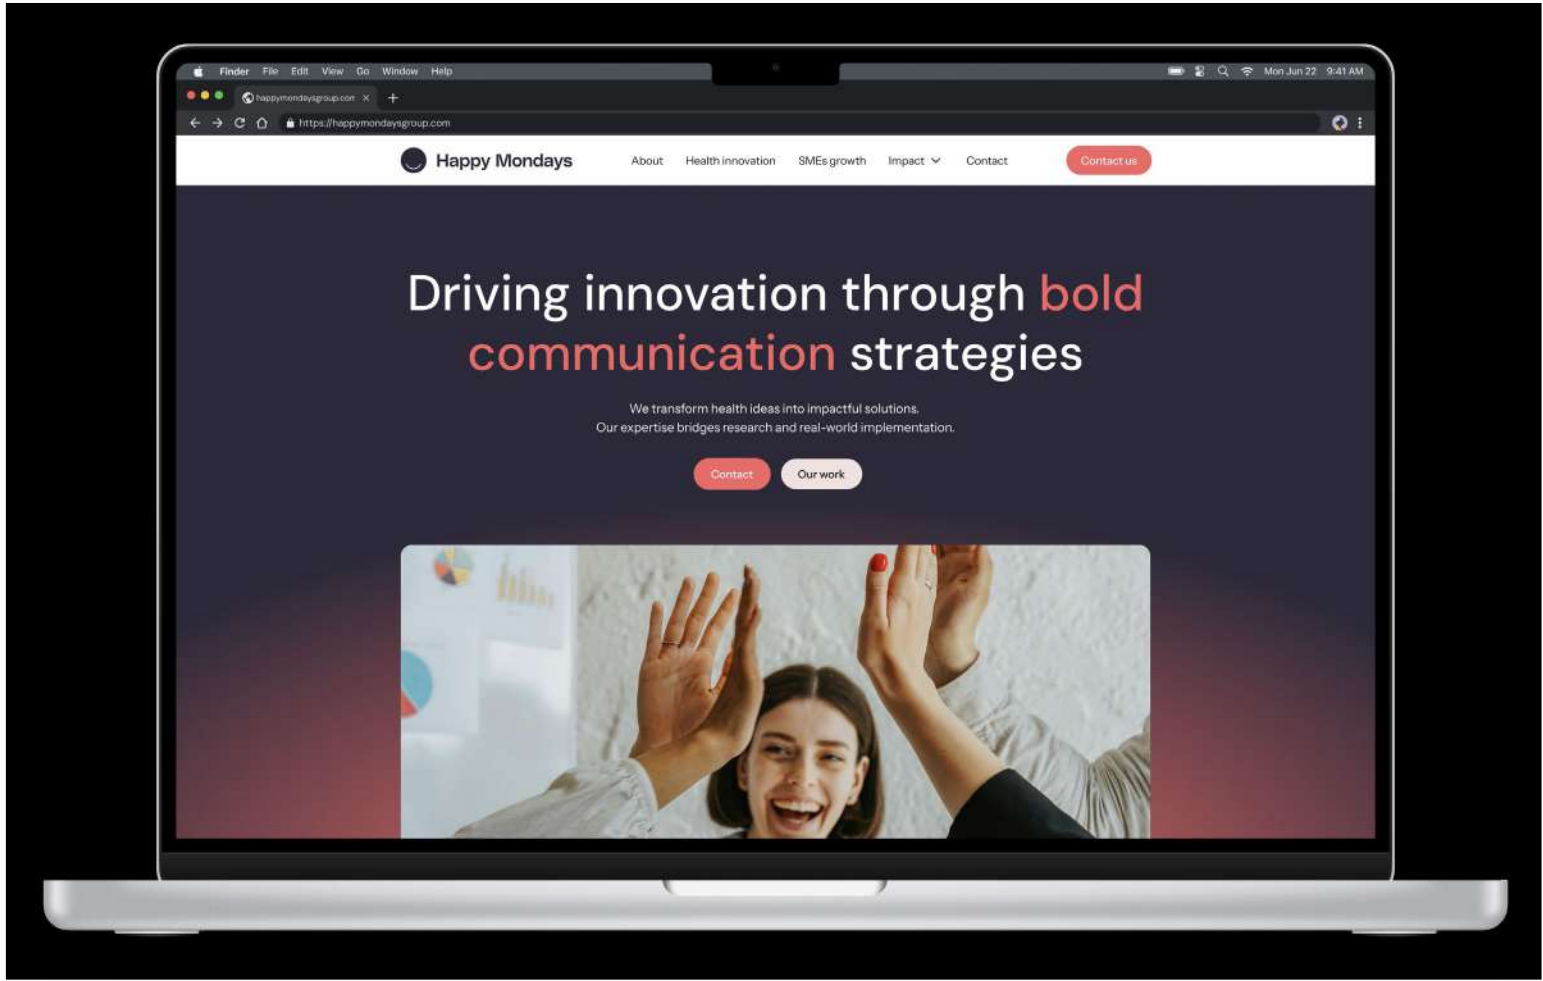 Finder File Edit View Go Window Help Mon Jun 22 9:41 AM
happymondaysgroup.com
https://happymondaysgroup.com
Happy Mondays About Health innovation SMEs growth Impact Contact Contact us
Driving innovation through bold
communication strategies
We transform health ideas into impactful solutions.
Our expertise bridges research and real-world implementation.
Contact Our work